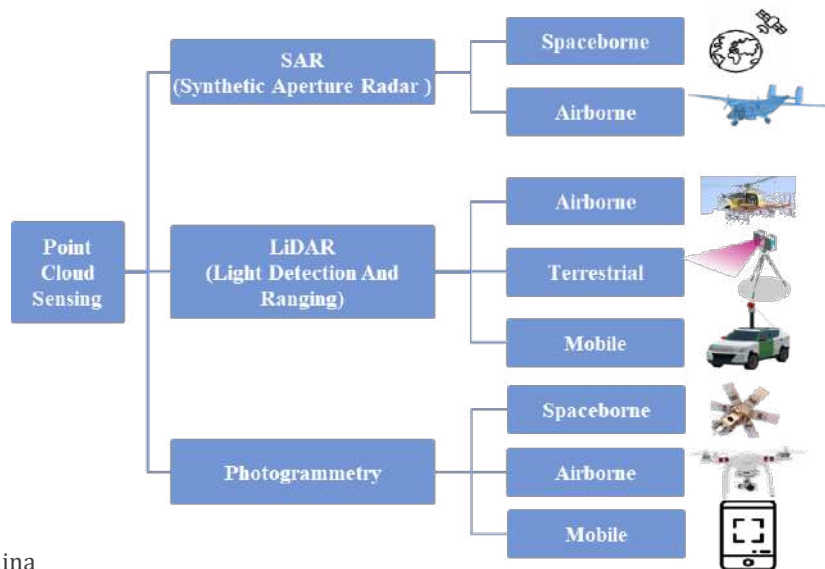 Point
Cloud
Sensing
SAR
(Synthetic Aperture Radar )
Spaceborne
Airborne
LiDAR
(Light Detection And
Ranging)
Airborne
Terrestrial
Mobile
Photogrammetry
Spaceborne
Airborne
Mobile
ina